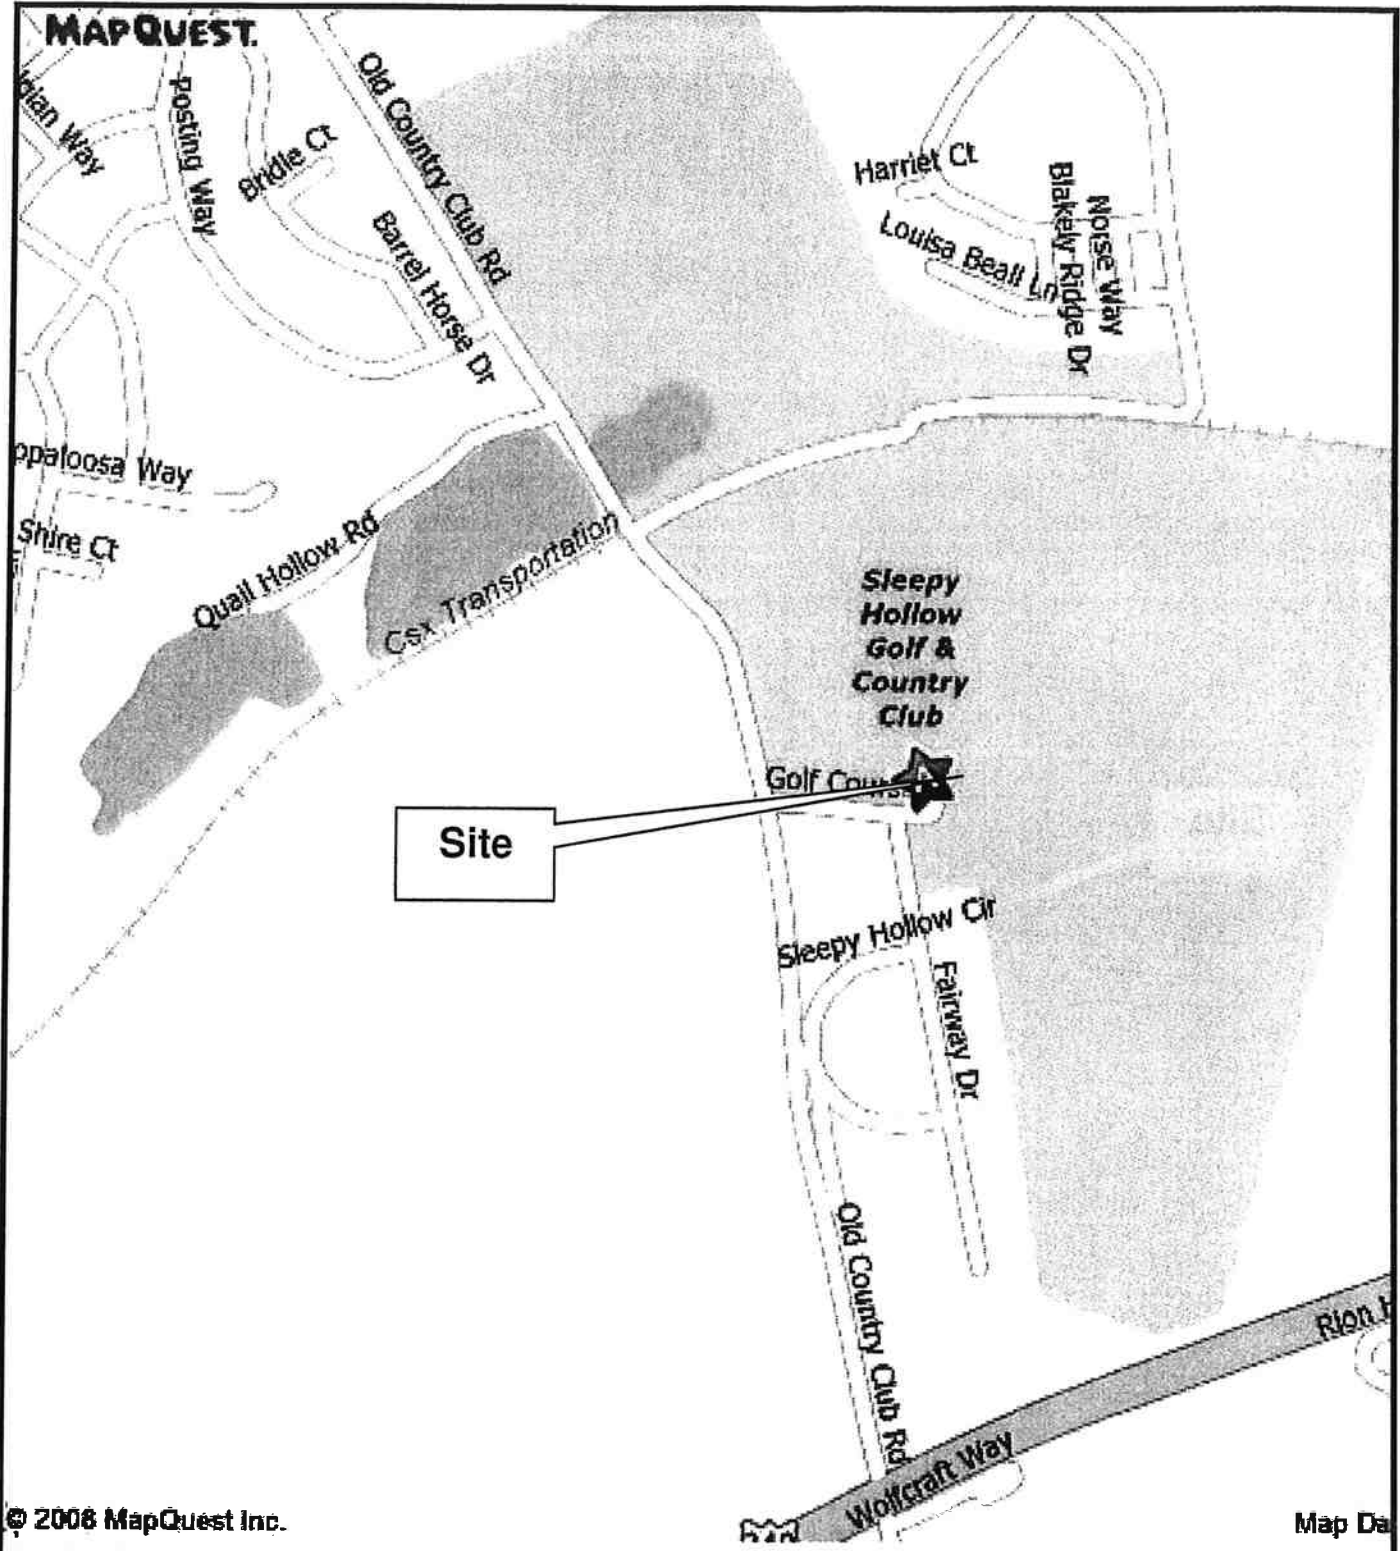 MAPQUEST.
Old Country Club Rd
Posting Way
Way
Bridle Ct
Barrel Horse Dr
Harriet Ct
Louisa Beall Ln
Blakely Ridge Dr
Norse Way
Way
Shire Ct
Quail Hollow Rd
Csx Transportation
Sleepy
Hollow
Golf &
Country
Club
Golf
Site
Sleepy Hollow Cir
Fairway Dr
Old Country Club Rd
Rion
Wolfcraft Way
© 2008 MapQuest Inc.
Map Da